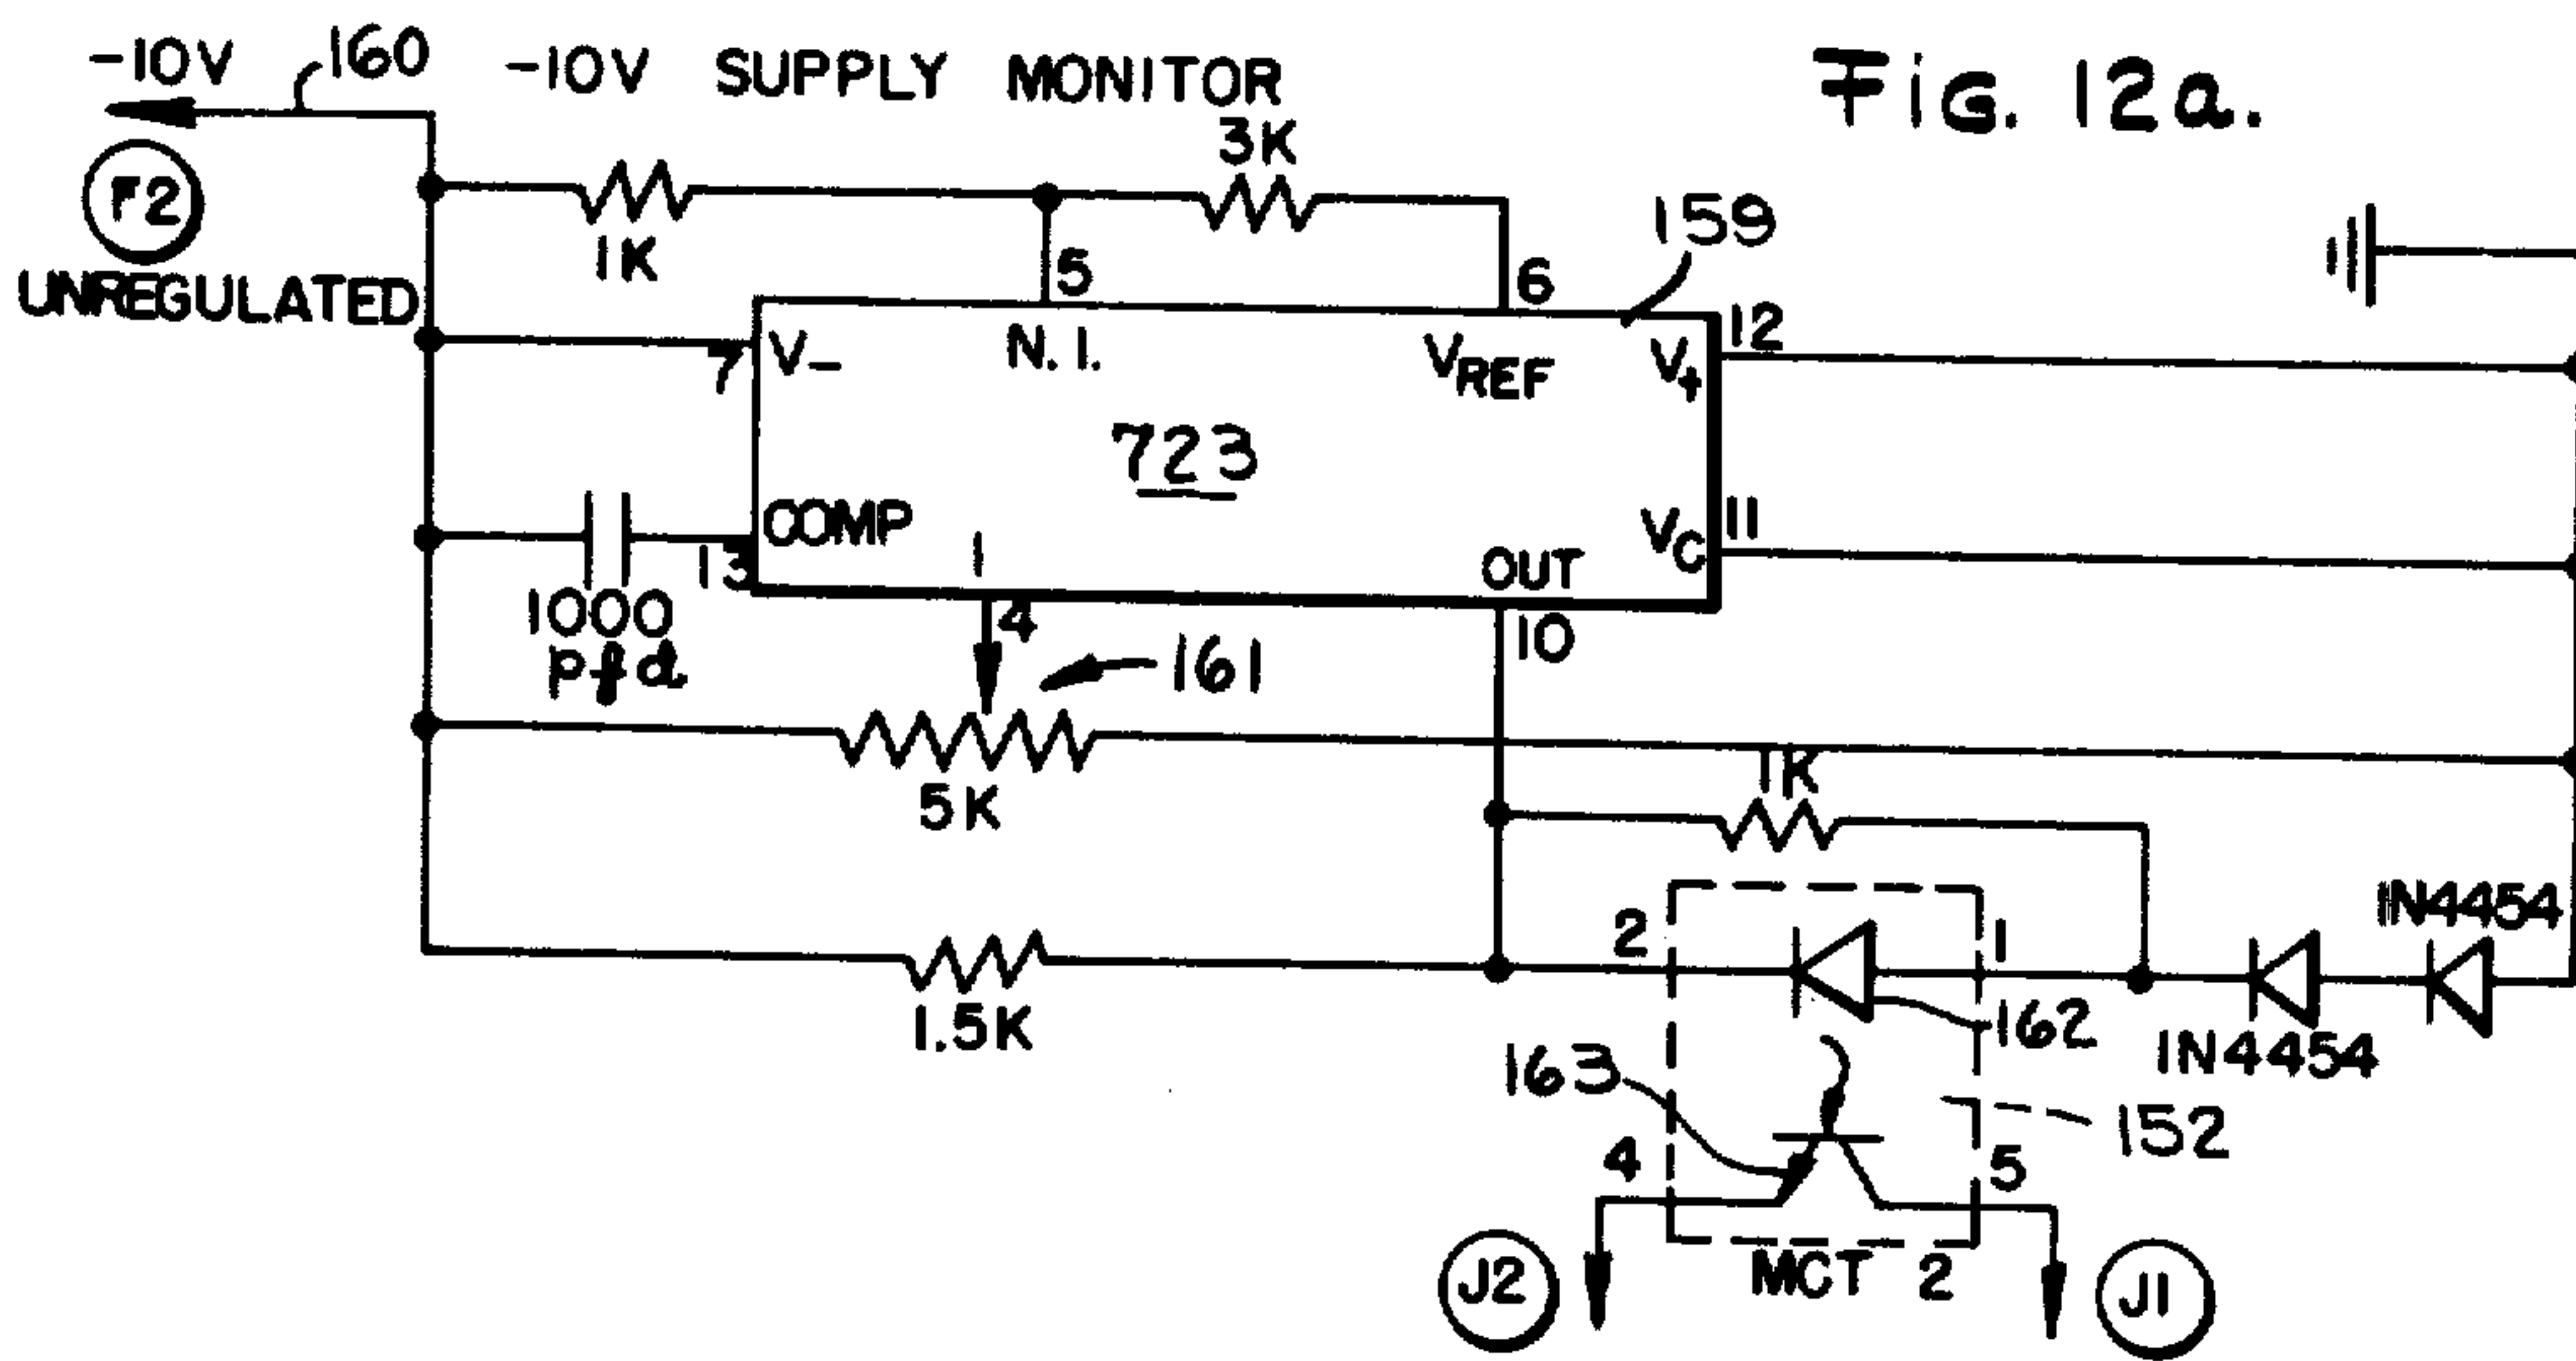 -10V 160 -10V SUPPLY MONITOR
Fig. 12a.
3K
F2
1K
159
UNREGULATED
5 6
12
7 V- N.I. VREF V+
723
COMP
13
1
OUT
VC 11
1000
pfd
4
161
10
5K
1K
1N4454
2 1
1.5K
162
1N4454
163
152
4 5
MCT 2
J2
J1